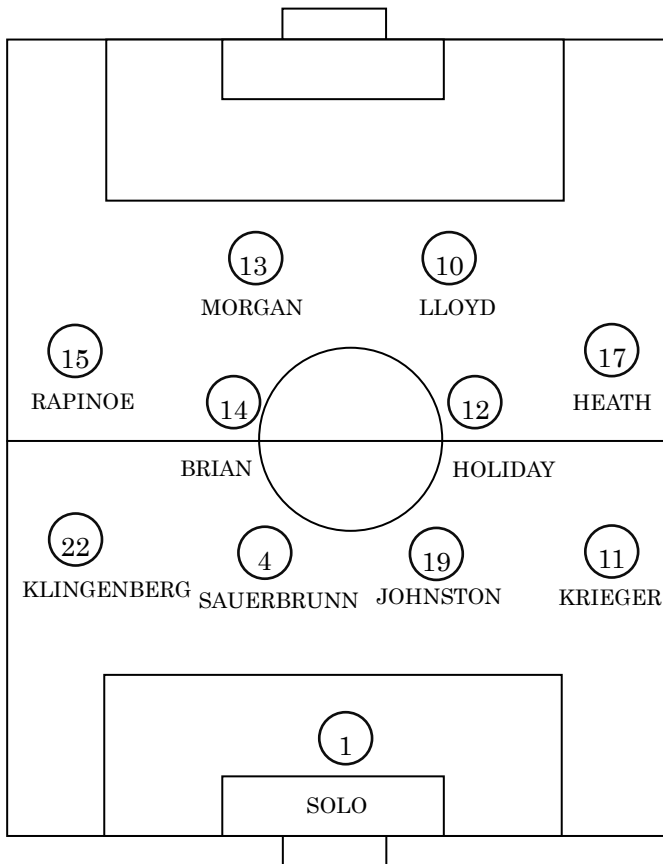 13
10
MORGAN
LLOYD
15
17
RAPINOE
HEATH
14
12
BRIAN
HOLIDAY
22
4
19
11
KLINGENBERG
SAUERBRUNN
JOHNSTON
KRIEGER
1
SOLO